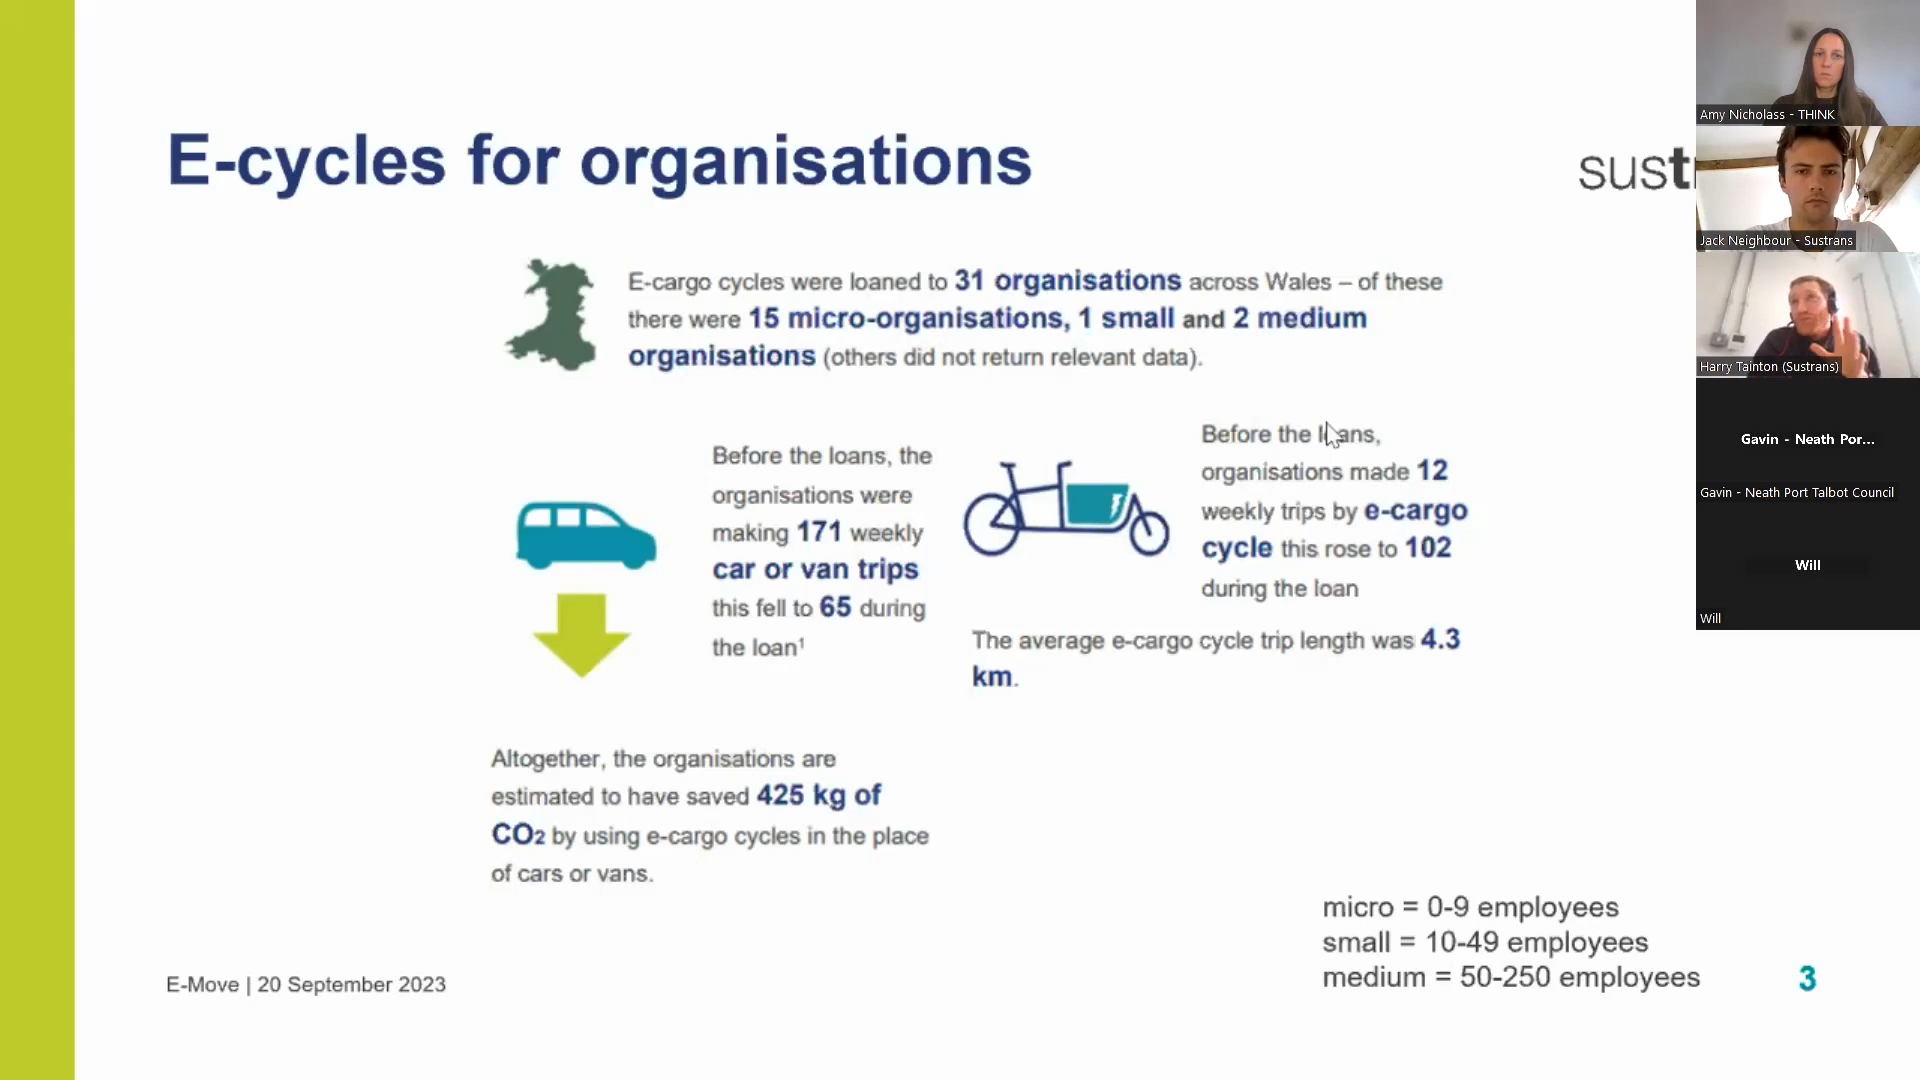 E-cycles for organisations
sust
E-cargo cycles were loaned to 31 organisations across Wales – of these
there were 15 micro-organisations, 1 small and 2 medium
organisations (others did not return relevant data).
Before the loans, the
organisations were
making 171 weekly
car or van trips
this fell to 65 during
the loan¹
Before the loans,
organisations made 12
weekly trips by e-cargo
cycle this rose to 102
during the loan
The average e-cargo cycle trip length was 4.3
km.
Altogether, the organisations are
estimated to have saved 425 kg of
CO₂ by using e-cargo cycles in the place
of cars or vans.
micro = 0-9 employees
small = 10-49 employees
medium = 50-250 employees
E-Move | 20 September 2023
3
Amy Nicholass - THINK
Jack Neighbour - Sustrans
Harry Tainton (Sustrans)
Gavin - Neath Por...
Gavin - Neath Port Talbot Council
Will
Will